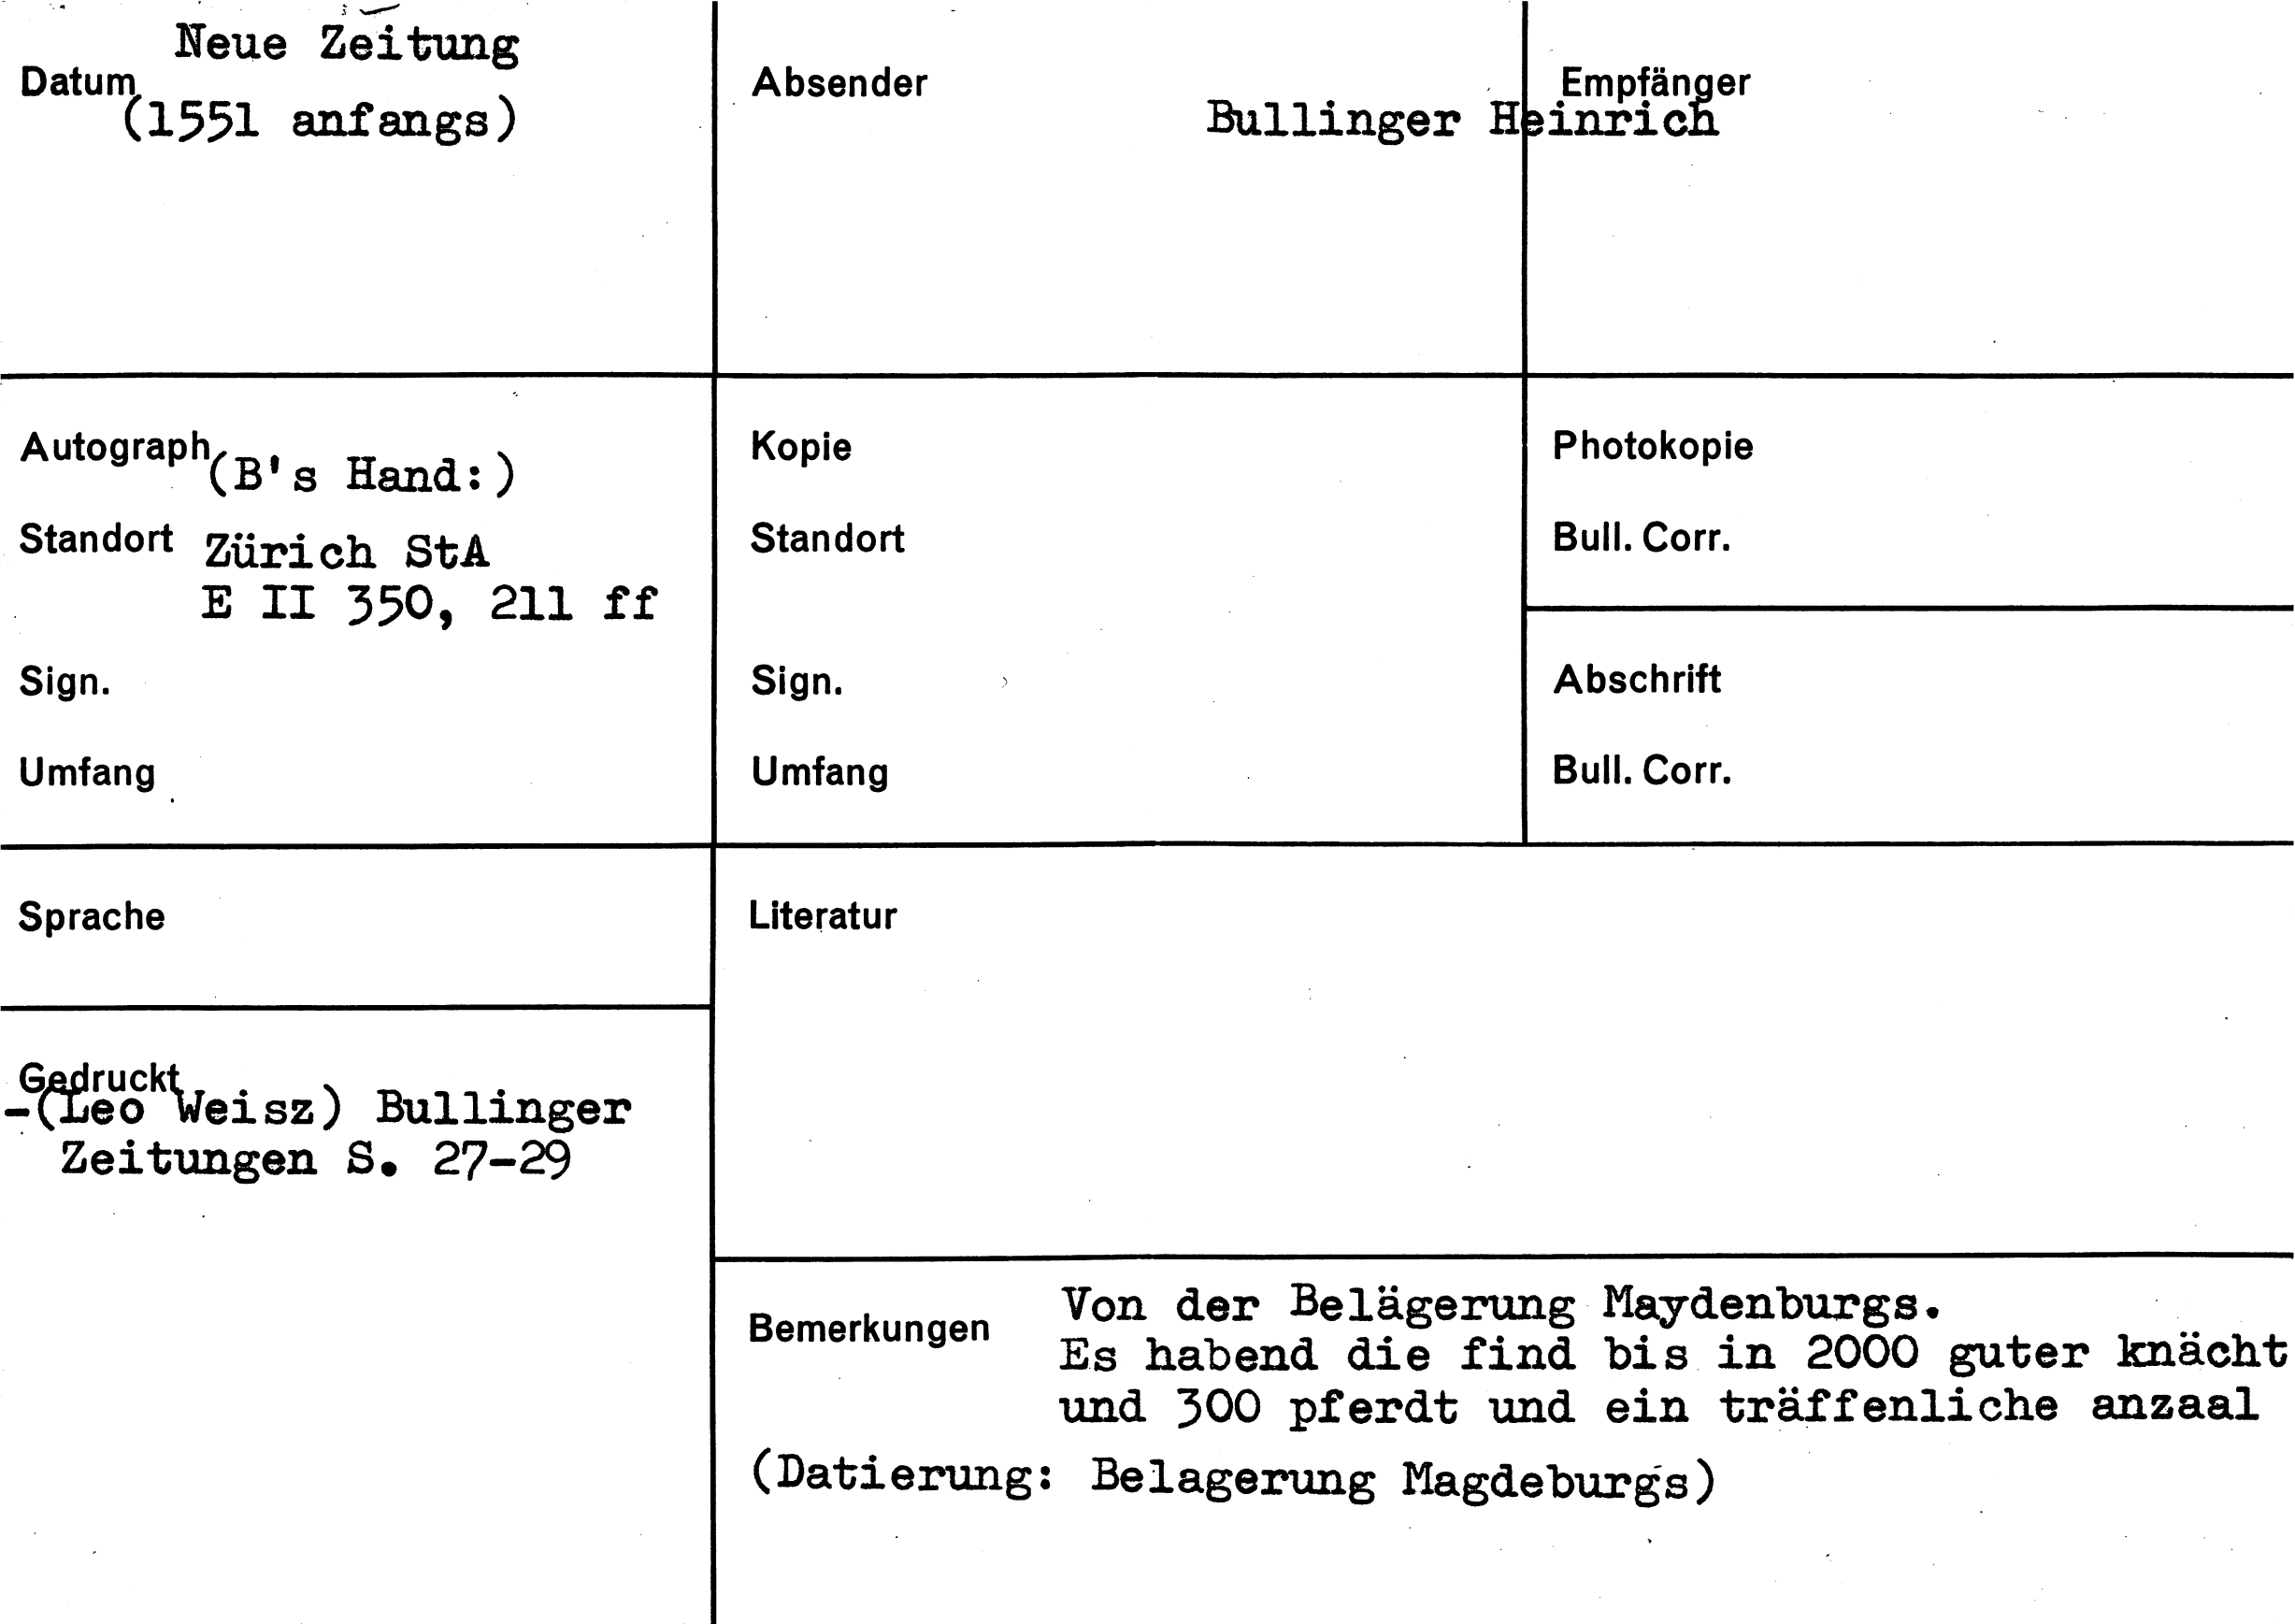 Neue Zeitung
Datum
(1551 anfangs)
Absender
Empfänger
Bullinger Heinrich
Autograph (B's Hand:)
Standort Zürich StA
E II 350, 211 ff
Sign.
Umfang
Kopie
Standort
Sign.
Umfang
Photokopie
Bull. Corr.
Abschrift
Bull. Corr.
Sprache
Literatur
Gedruckt
-(Leo Weisz) Bullinger
Zeitungen S. 27-29
Bemerkungen
Von der Belägerung Maydenburgs.
Es habend die find bis in 2000 guter knächt
und 300 pferdt und ein träffenliche anzaal
(Datierung: Belagerung Magdeburgs)